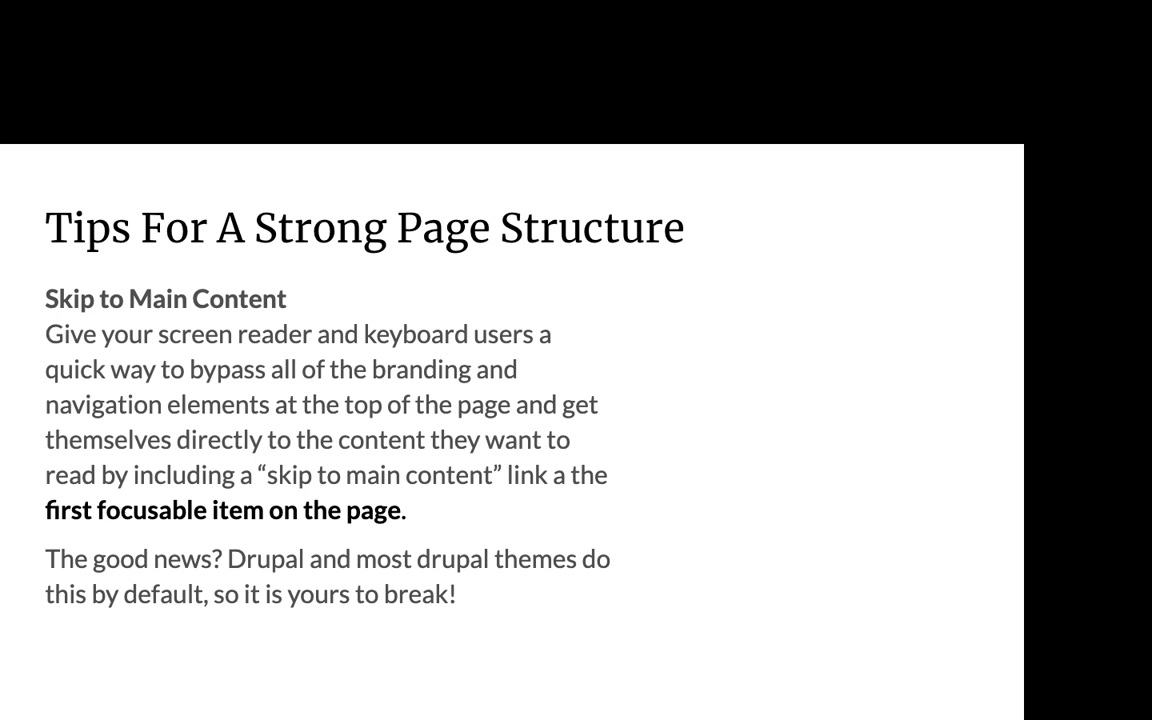 Tips For A Strong Page Structure
Skip to Main Content
Give your screen reader and keyboard users a
quick way to bypass all of the branding and
navigation elements at the top of the page and get
themselves directly to the content they want to
read by including a “skip to main content” link a the
first focusable item on the page.
The good news? Drupal and most drupal themes do
this by default, so it is yours to break!